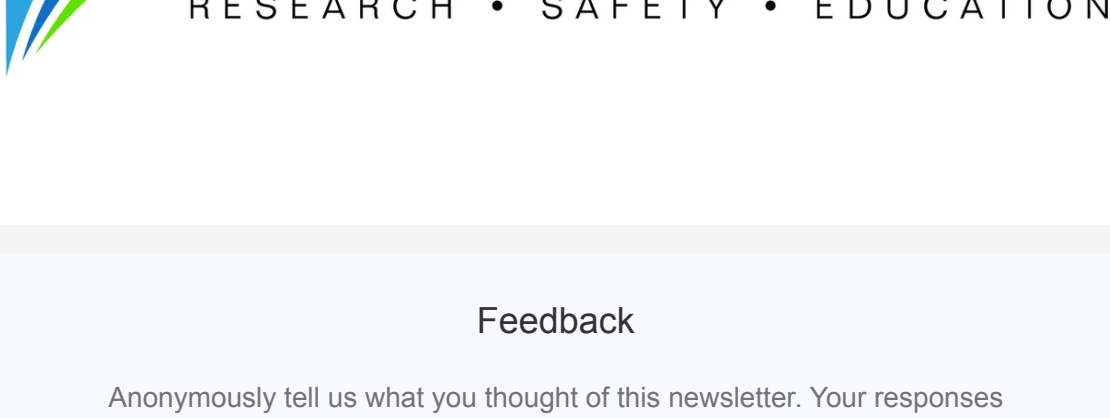 RESEARCH • SAFETY • EDUCATION
Feedback
Anonymously tell us what you thought of this newsletter. Your responses